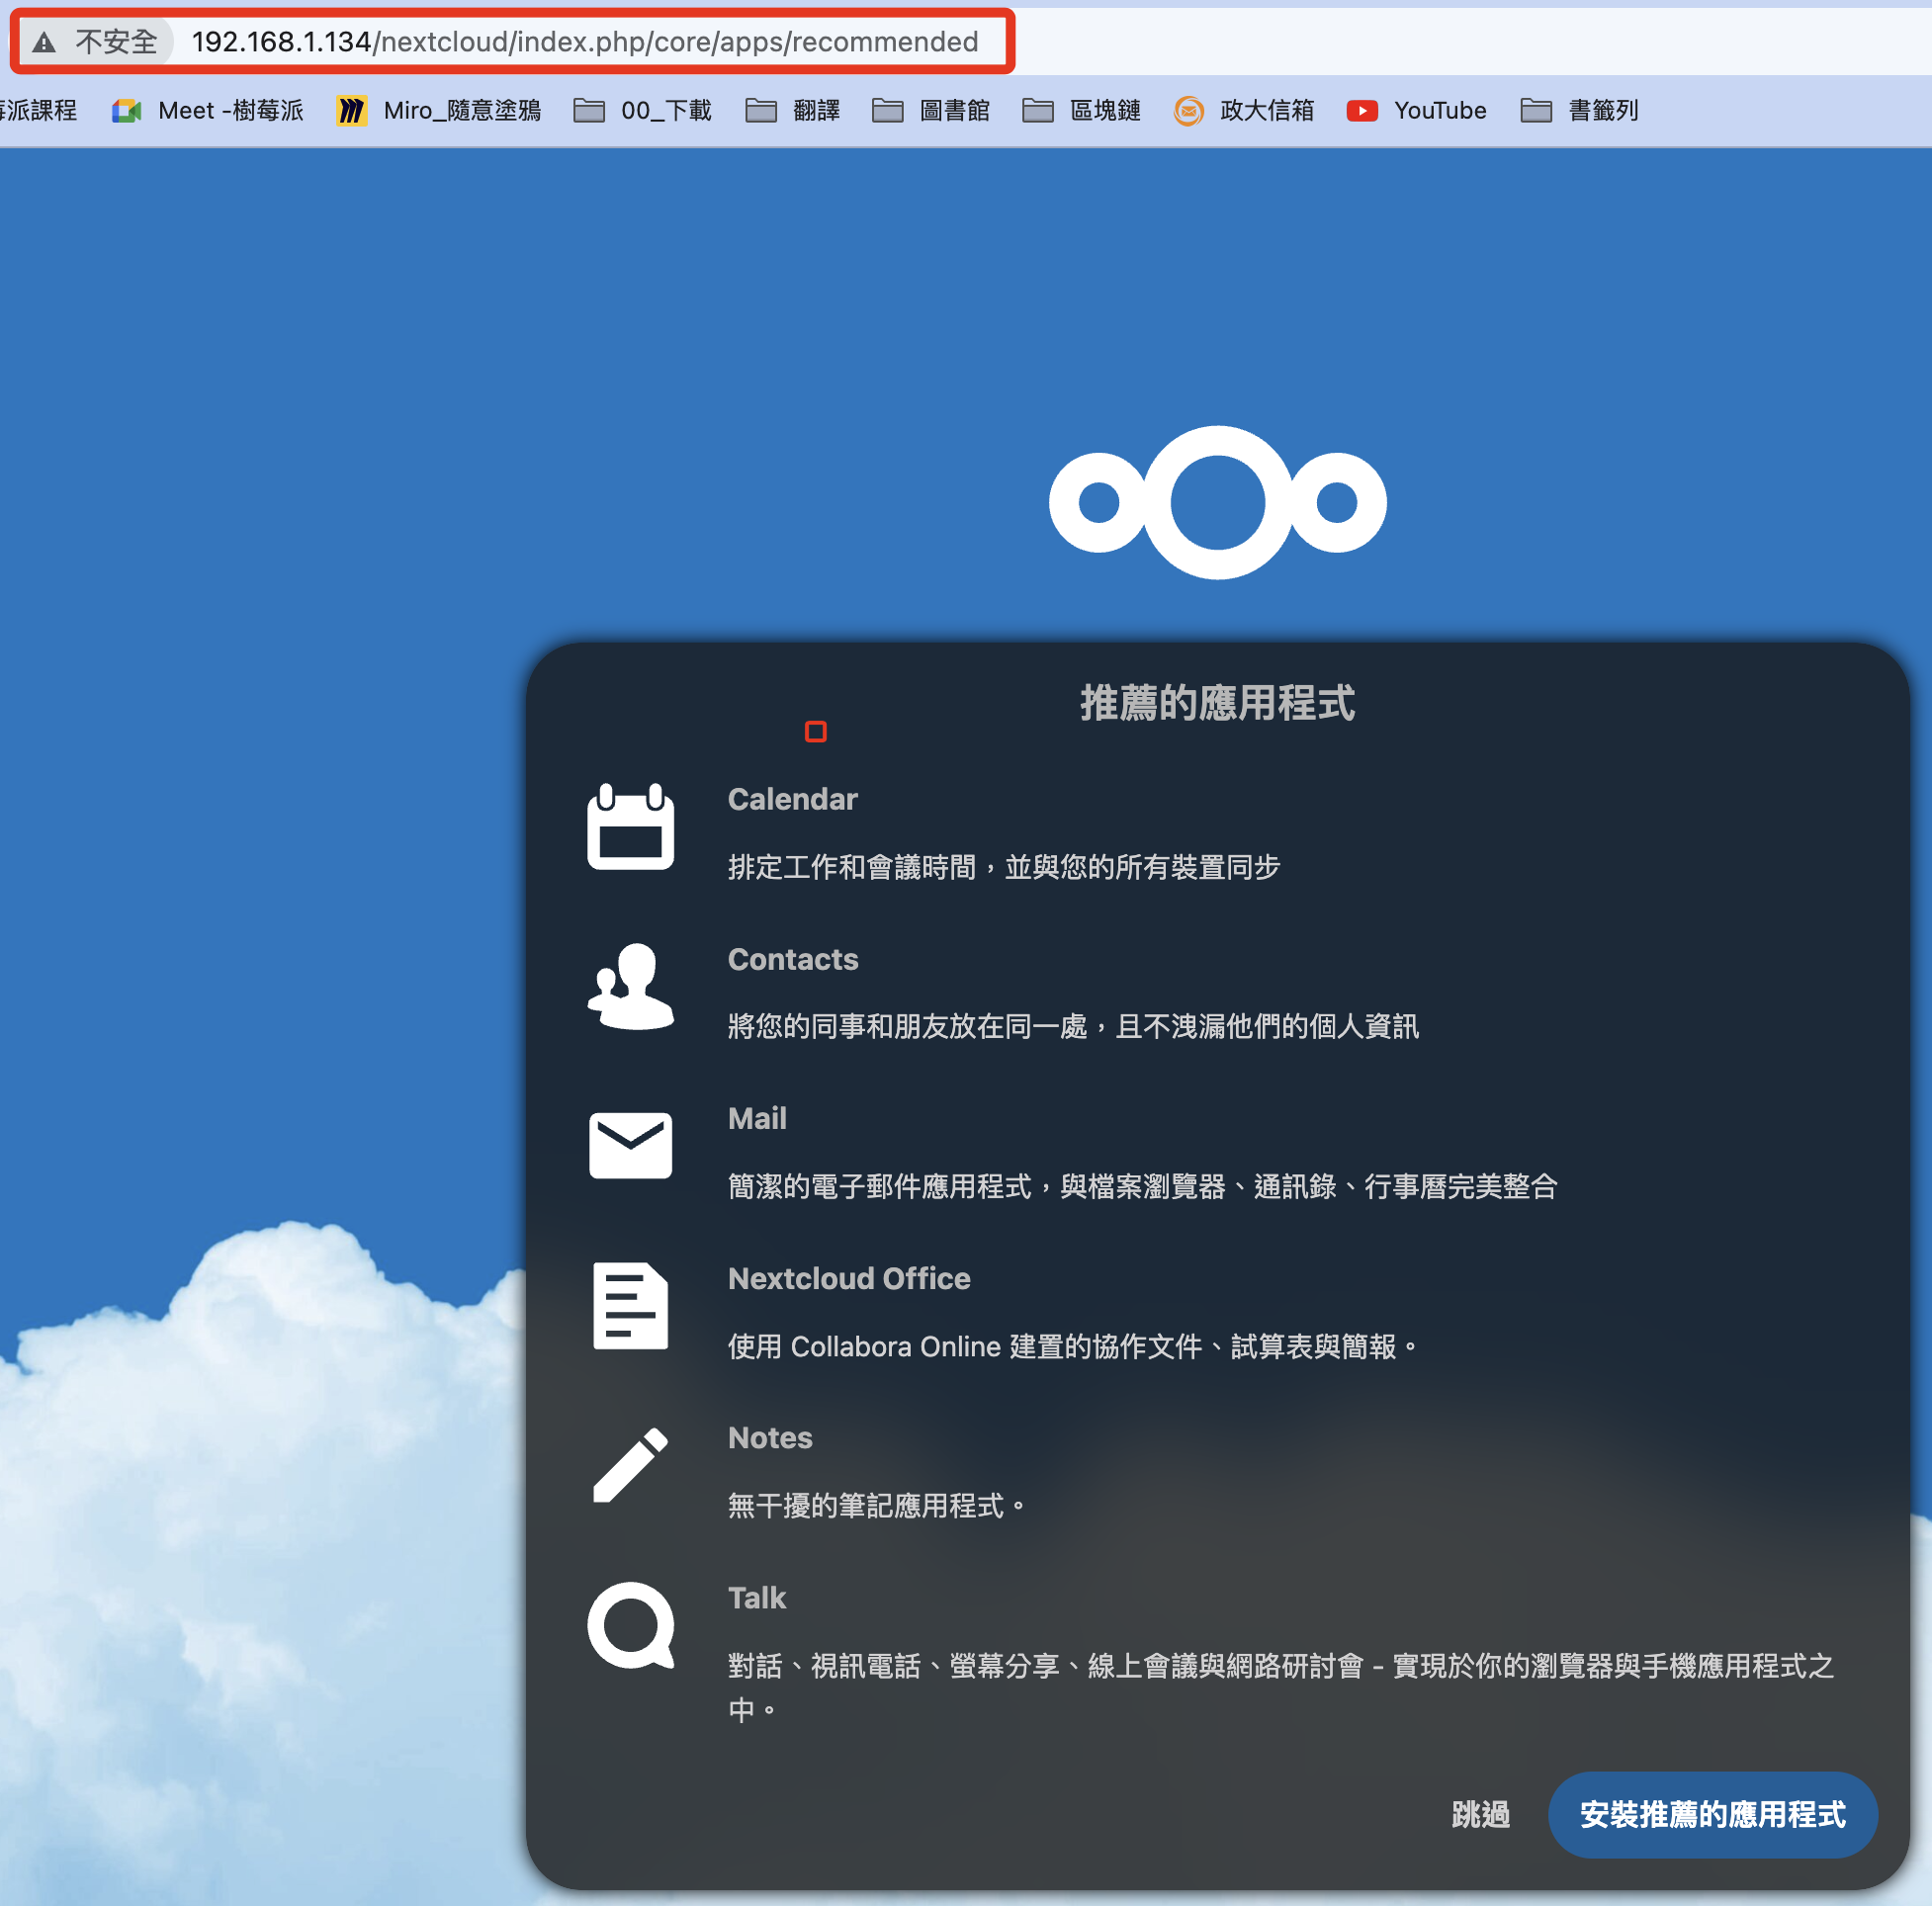 不安全 192.168.1.134/nextcloud/index.php/core/apps/recommended
派課程 Meet -樹莓派 Miro_隨意塗鴉 00_下載 翻譯 圖書館 區塊鏈 政大信箱 YouTube 書籤列
推薦的應用程式
Calendar
排定工作和會議時間，並與您的所有裝置同步
Contacts
將您的同事和朋友放在同一處，且不洩漏他們的個人資訊
Mail
簡潔的電子郵件應用程式，與檔案瀏覽器、通訊錄、行事曆完美整合
Nextcloud Office
使用 Collabora Online 建置的協作文件、試算表與簡報。
Notes
無干擾的筆記應用程式。
Talk
對話、視訊電話、螢幕分享、線上會議與網路研討會 - 實現於你的瀏覽器與手機應用程式之
中。
跳過 安裝推薦的應用程式